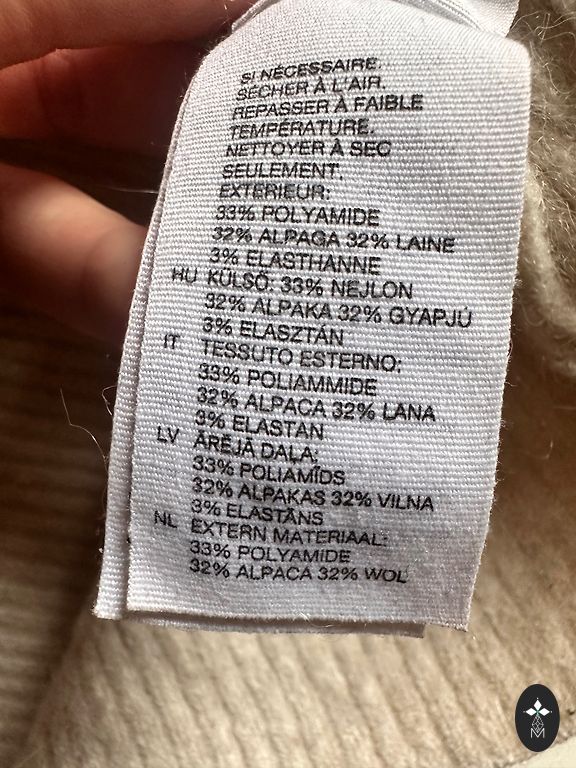 SI NÉCESSAIRE.
SÉCHER À L'AIR.
REPASSER À FAIBLE
TEMPÉRATURE.
NETTOYER À SEC
SEULEMENT.
EXTÉRIEUR:
33% POLYAMIDE
32% ALPAGA 32% LAINE
3% ELASTHANNE
HU KÜLSŐ: 33% NEJLON
32% ALPAKA 32% GYAPJÚ
3% ELASZTÁN
IT TESSUTO ESTERNO:
33% POLIAMMIDE
32% ALPACA 32% LANA
3% ELASTAN
LV ĀRĒJĀ DAĻA:
33% POLIAMĪDS
32% ALPAKAS 32% VILNA
3% ELASTĀNS
NL EXTERN MATERIAAL:
33% POLYAMIDE
32% ALPACA 32% WOL
M